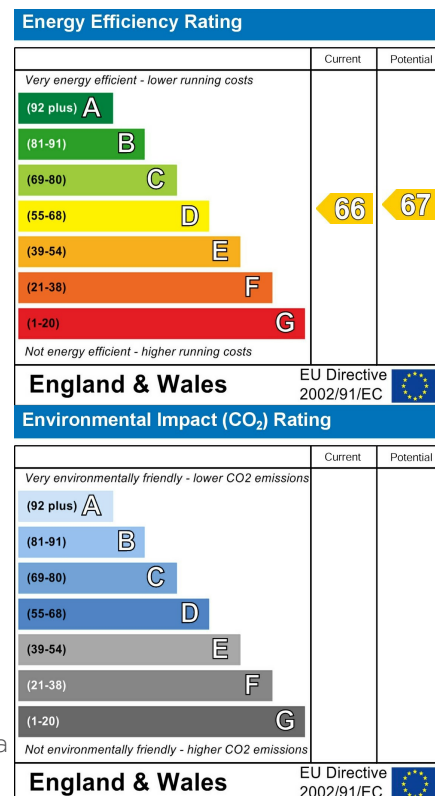 Energy Efficiency Rating
Current Potential
Very energy efficient - lower running costs
(92 plus) A
(81-91) B
(69-80) C
(55-68) D 66 67
(39-54) E
(21-38) F
(1-20) G
Not energy efficient - higher running costs
England & Wales EU Directive 2002/91/EC
Environmental Impact (CO₂) Rating
Current Potential
Very environmentally friendly - lower CO2 emissions
(92 plus) A
(81-91) B
(69-80) C
(55-68) D
(39-54) E
(21-38) F
(1-20) G
a
Not environmentally friendly - higher CO2 emissions
England & Wales EU Directive 2002/91/EC